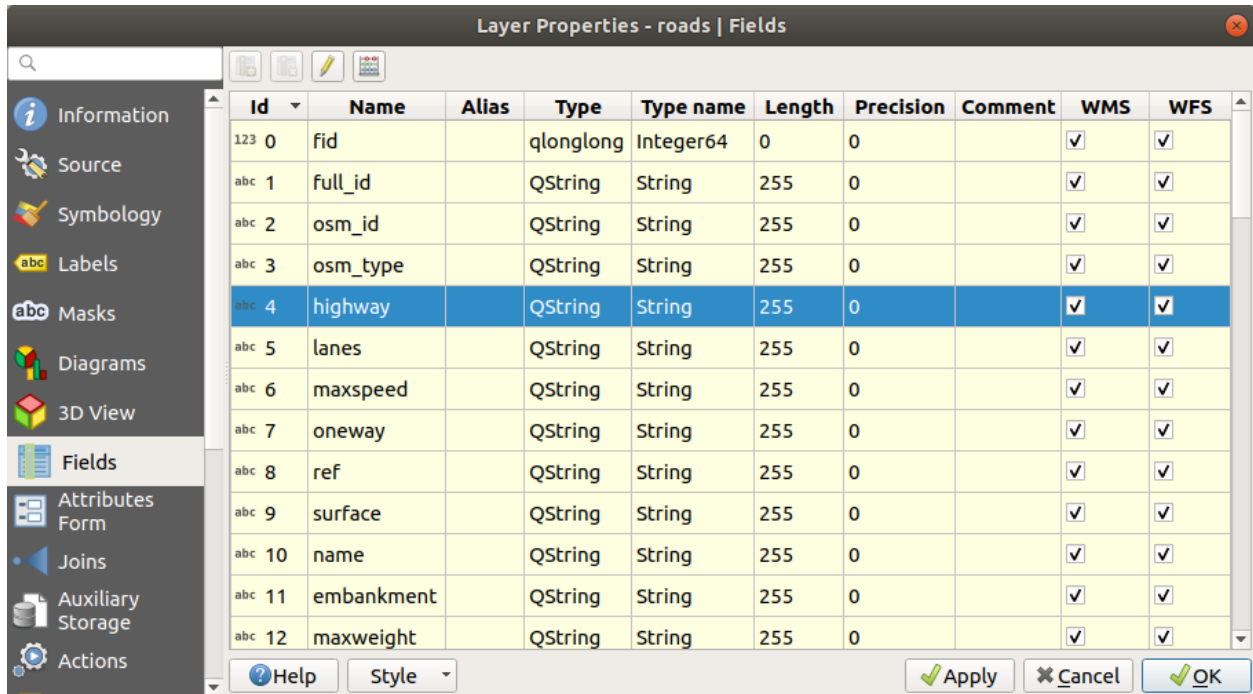 Layer Properties - roads | Fields
Information
Source
Symbology
abc Labels
abc Masks
Diagrams
3D View
Fields
Attributes
Form
Joins
Auxiliary
Storage
Actions
Id Name Alias Type Type name Length Precision Comment WMS WFS
123 0 fid qlonglong Integer64 0 0
abc 1 full_id QString String 255 0
abc 2 osm_id QString String 255 0
abc 3 osm_type QString String 255 0
abc 4 highway QString String 255 0
abc 5 lanes QString String 255 0
abc 6 maxspeed QString String 255 0
abc 7 oneway QString String 255 0
abc 8 ref QString String 255 0
abc 9 surface QString String 255 0
abc 10 name QString String 255 0
abc 11 embankment QString String 255 0
abc 12 maxweight QString String 255 0
Help Style Apply Cancel OK